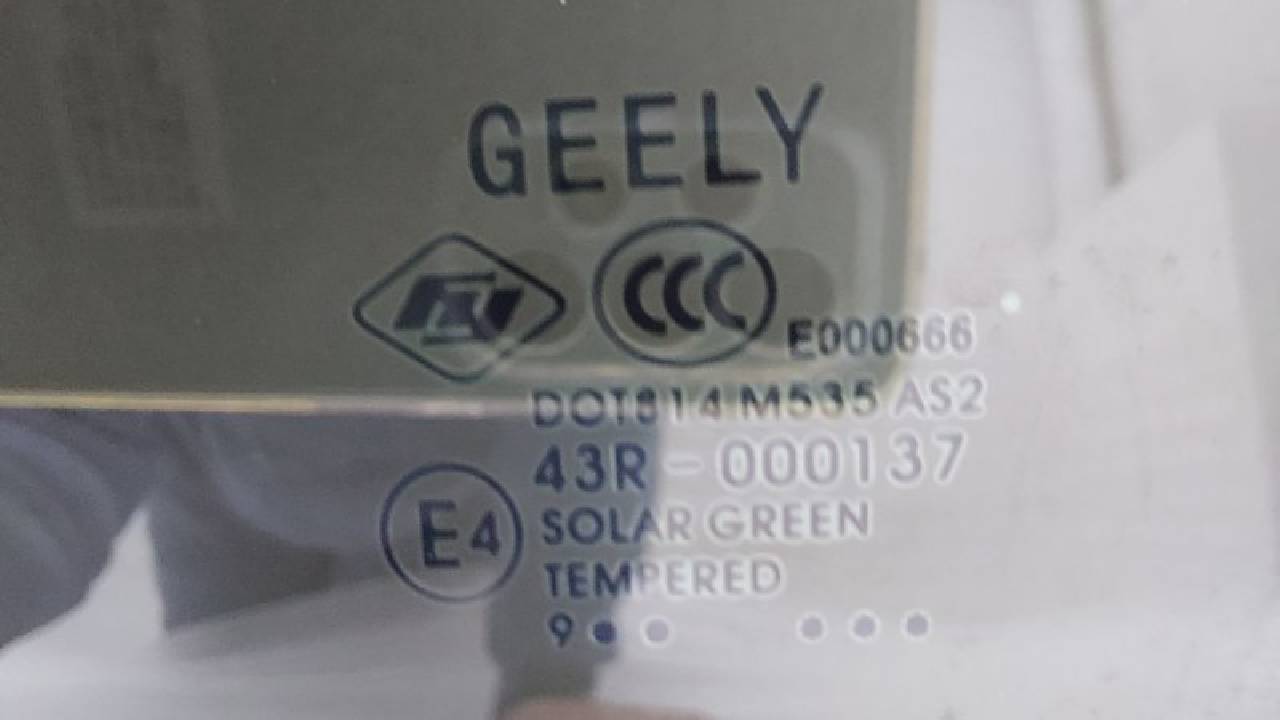 GEELY
CCC
E000666
DOT814 M535 AS2
43R-000137
E4
SOLAR GREEN
TEMPERED
9 ●● ●●●